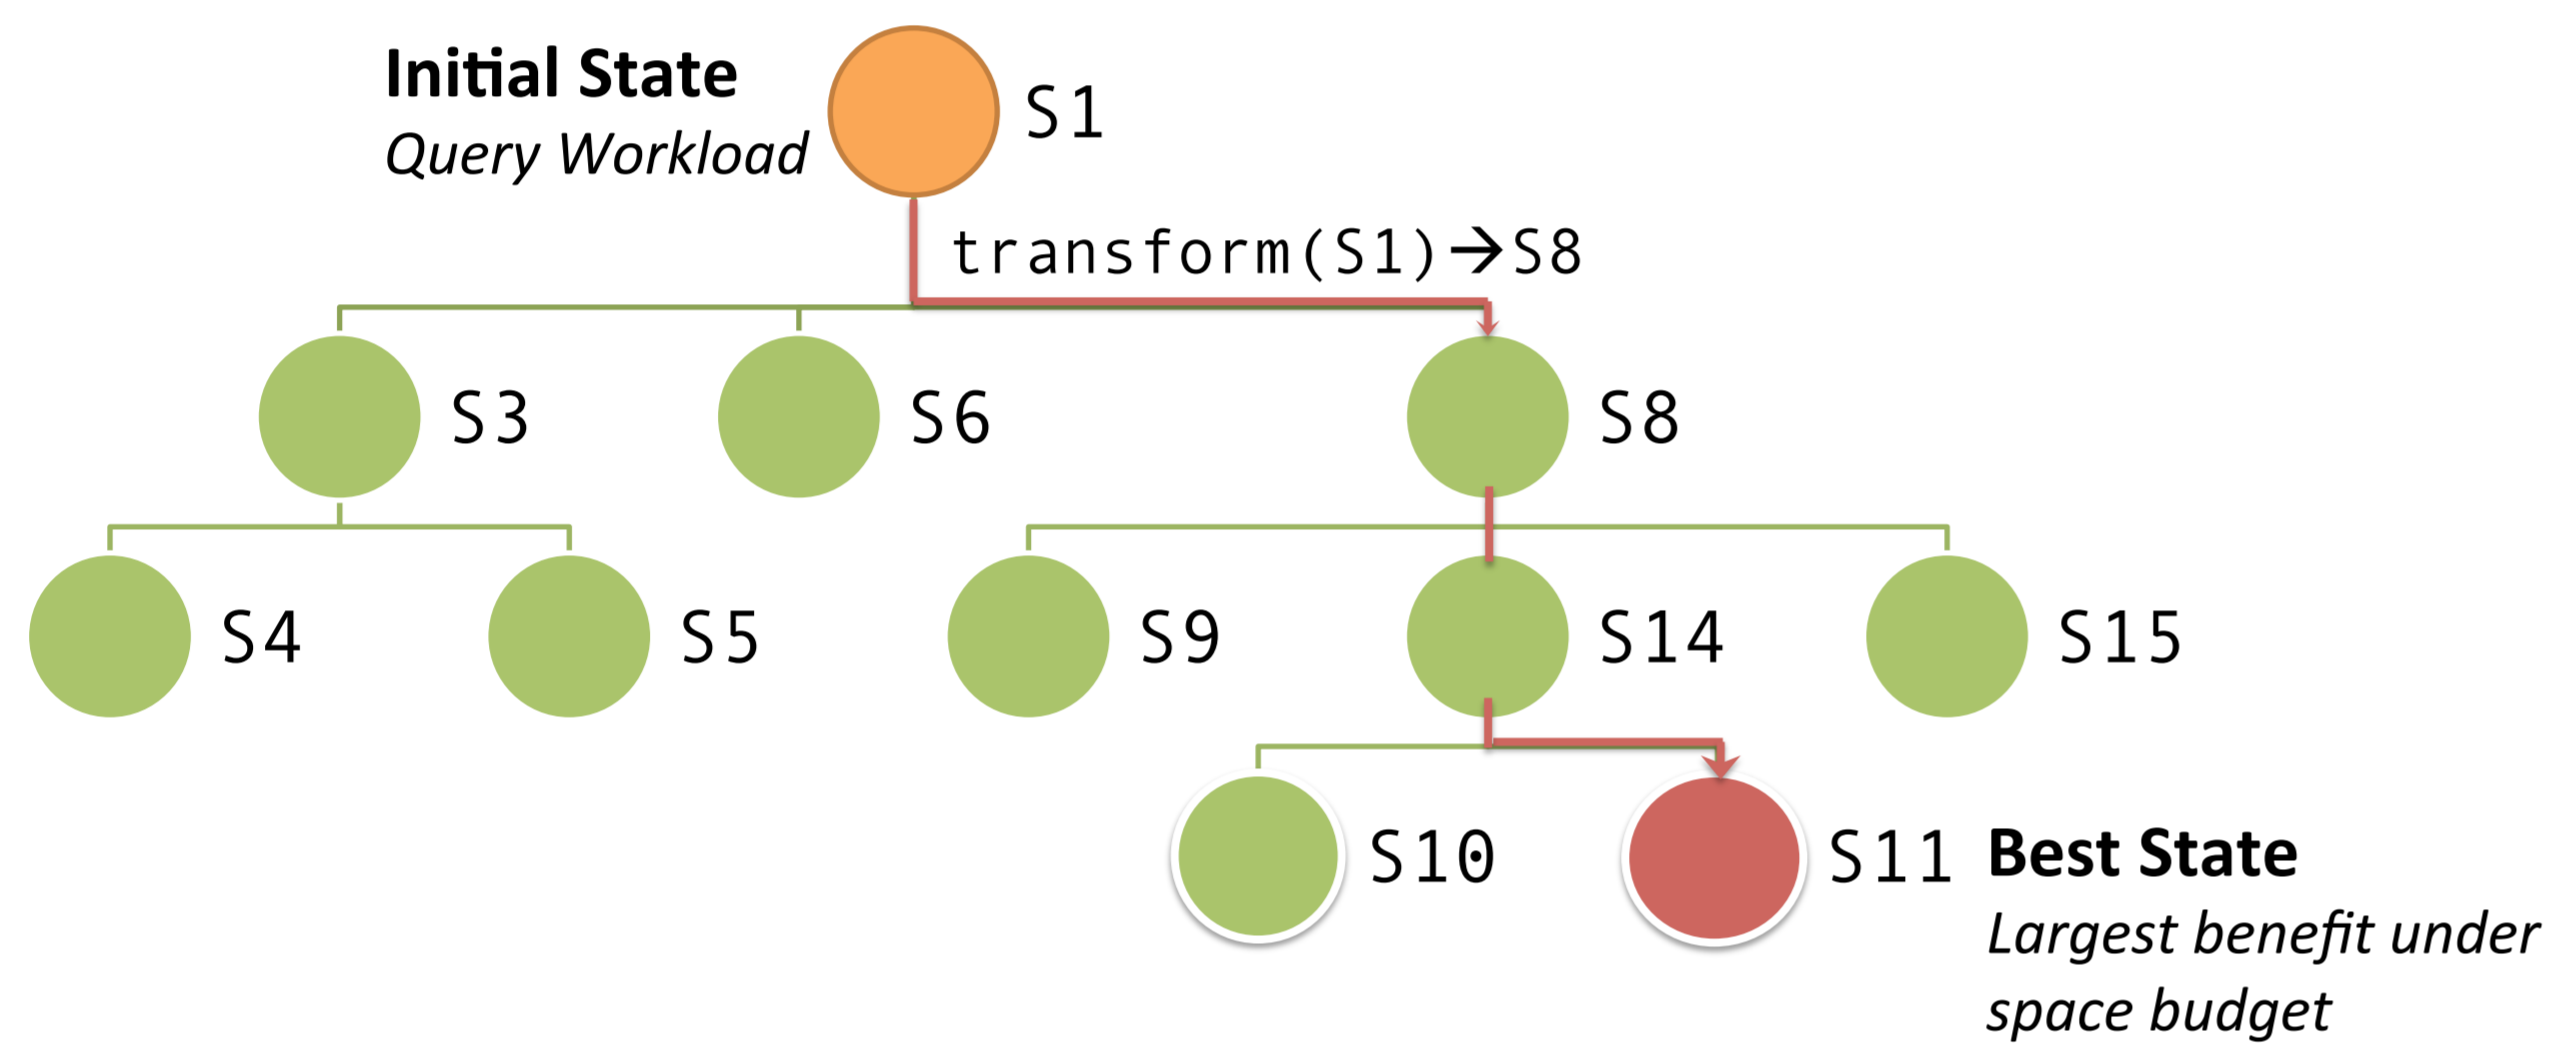 Initial State
Query Workload
S1
transform(S1)→S8
S3
S6
S8
S4
S5
S9
S14
S15
S10
S11
Best State
Largest benefit under
space budget